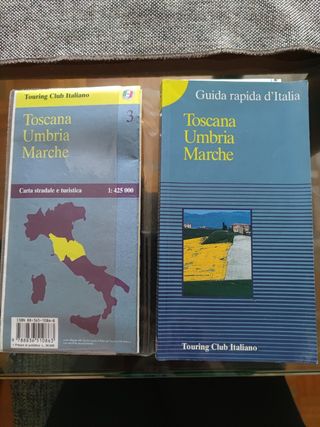 Touring Club Italiano
Toscana
Umbria
Marche
3
Carta stradale e turistica
1: 425 000
Guida rapida d'Italia
Toscana
Umbria
Marche
Touring Club Italiano